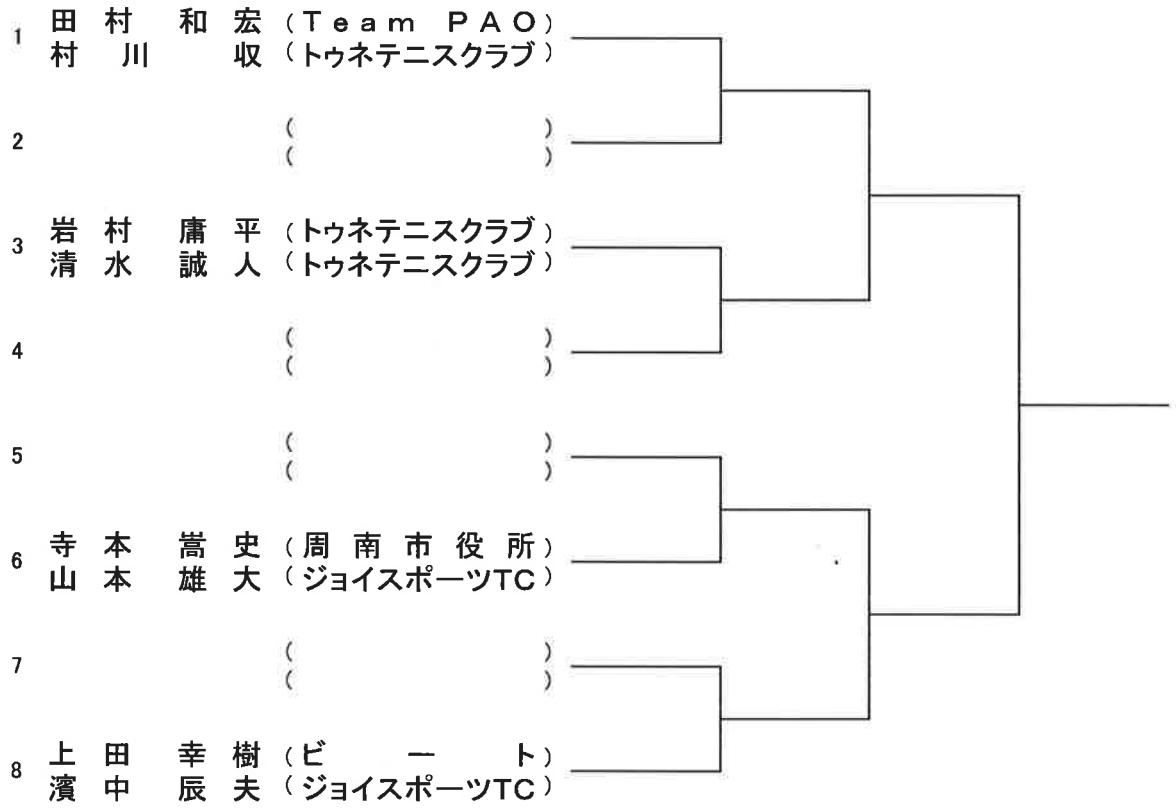 1 田村 和宏 (Team PAO)
村川 収 (トゥネテニスクラブ)
2 ( )
( )
3 岩村 庸平 (トゥネテニスクラブ)
清水 誠人 (トゥネテニスクラブ)
4 ( )
( )
5 ( )
( )
6 寺本 嵩史 (周南市役所)
山本 雄大 (ジョイスポーツTC)
7 ( )
( )
8 上田 幸樹 (ビート)
濱中 辰夫 (ジョイスポーツTC)